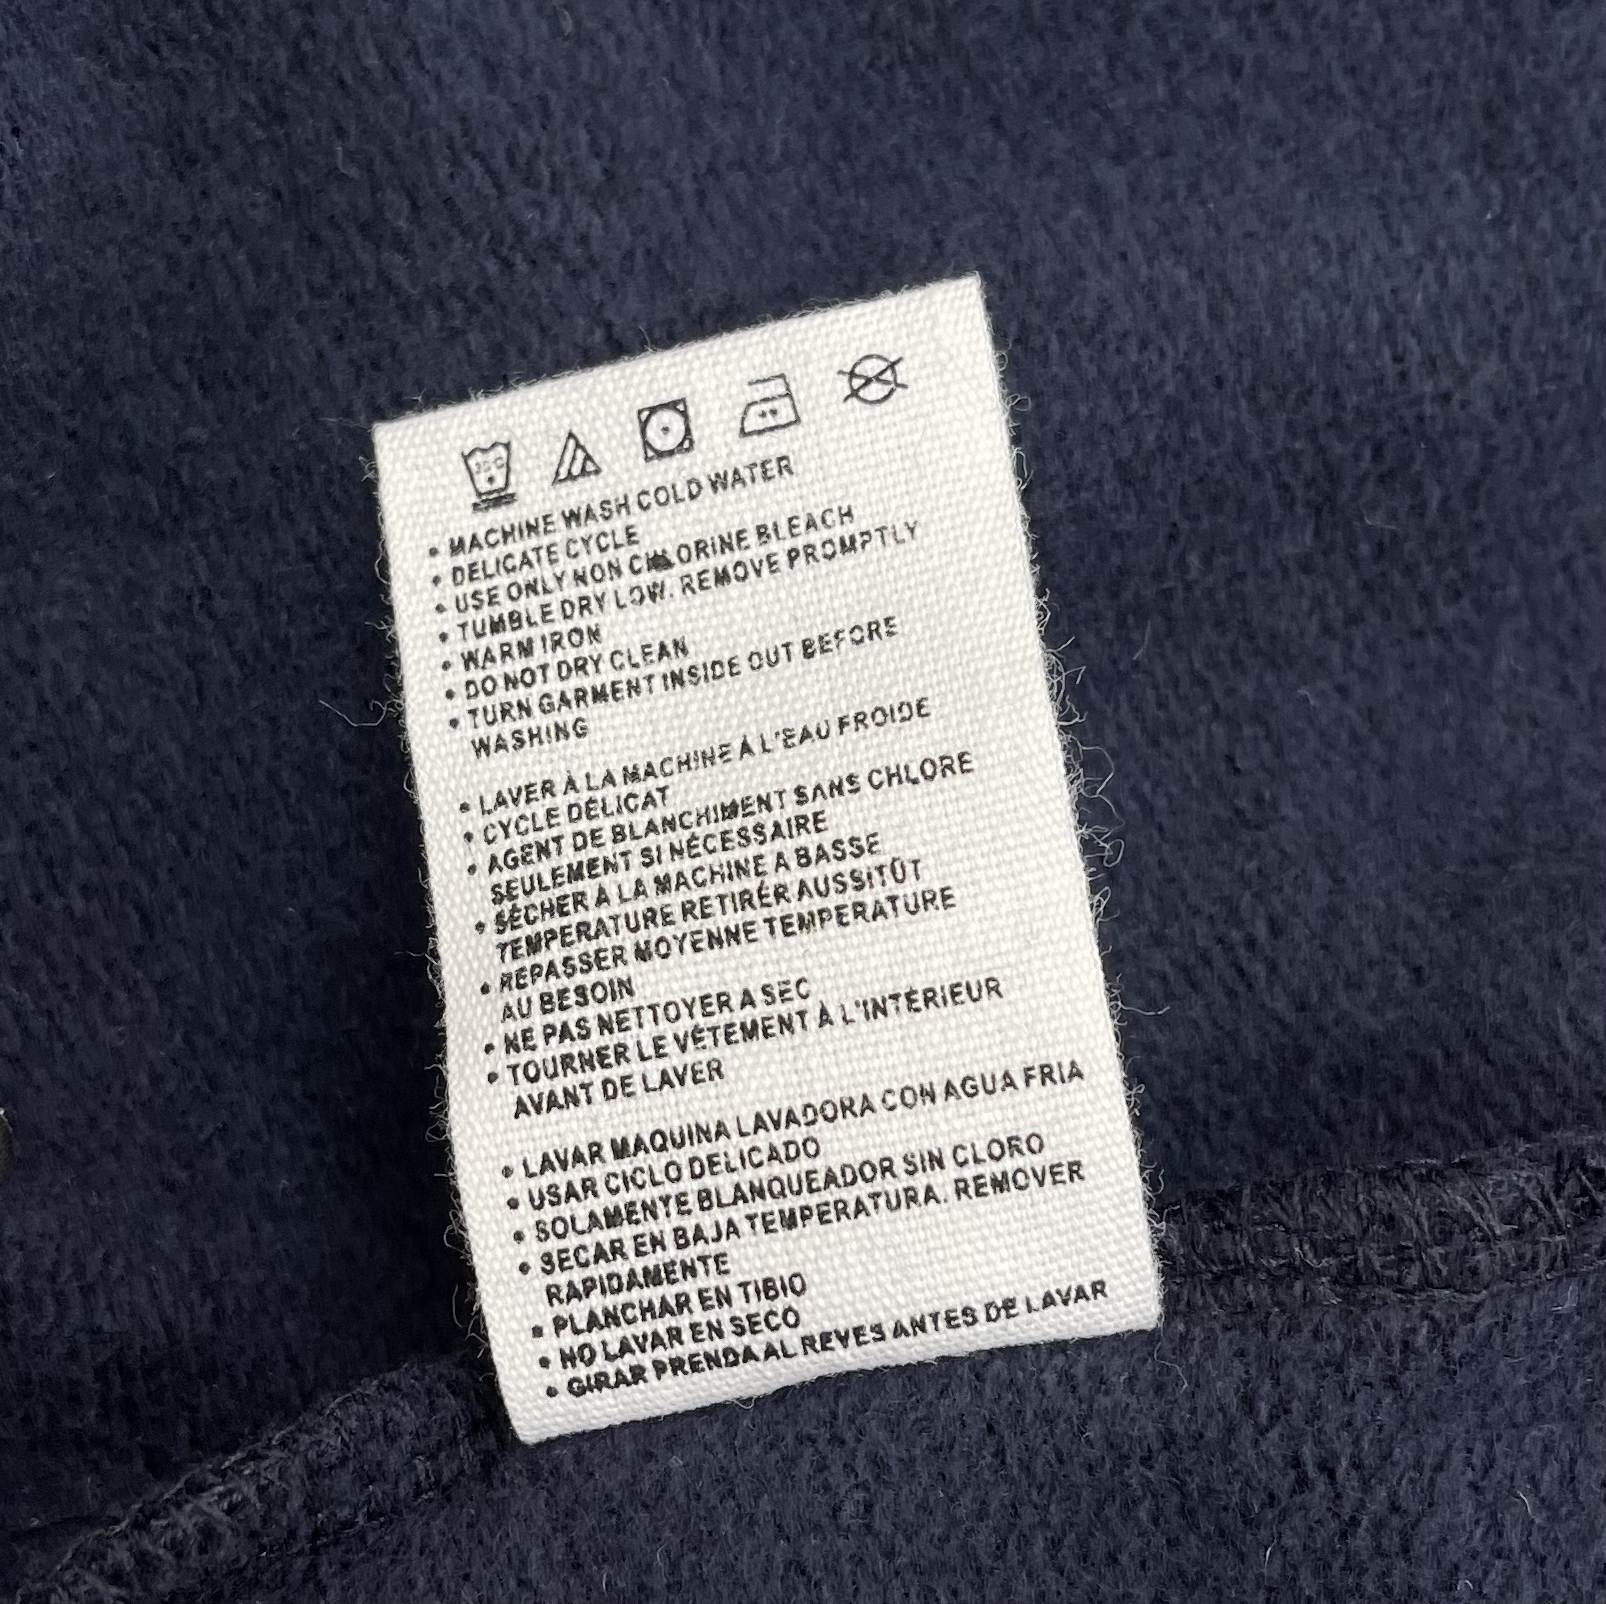 30°C
• MACHINE WASH COLD WATER
• DELICATE CYCLE
• USE ONLY NON CHLORINE BLEACH
• TUMBLE DRY LOW. REMOVE PROMPTLY
• WARM IRON
• DO NOT DRY CLEAN
• TURN GARMENT INSIDE OUT BEFORE
WASHING
• LAVER À LA MACHINE À L'EAU FROIDE
• CYCLE DÉLICAT
• AGENT DE BLANCHIMENT SANS CHLORE
SEULEMENT SI NÉCESSAIRE
• SÉCHER À LA MACHINE A BASSE
TEMPERATURE RETIRÉR AUSSITÛT
• REPASSER MOYENNE TEMPERATURE
AU BESOIN
• NE PAS NETTOYER A SEC
• TOURNER LE VÉTEMENT À L'INTÉRIEUR
AVANT DE LAVER
• LAVAR MAQUINA LAVADORA CON AGUA FRIA
• USAR CICLO DELICADO
• SOLAMENTE BLANQUEADOR SIN CLORO
• SECAR EN BAJA TEMPERATURA. REMOVER
RAPIDAMENTE
• PLANCHAR EN TIBIO
• NO LAVAR EN SECO
• GIRAR PRENDA AL REVES ANTES DE LAVAR